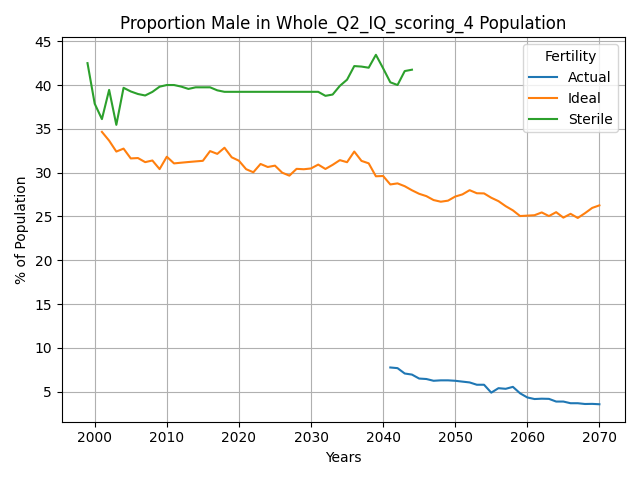 Proportion Male in Whole_Q2_IQ_scoring_4 Population
% of Population
45
40
35
30
25
20
15
10
5
2000 2010 2020 2030 2040 2050 2060 2070
Years
Fertility
Actual
Ideal
Sterile